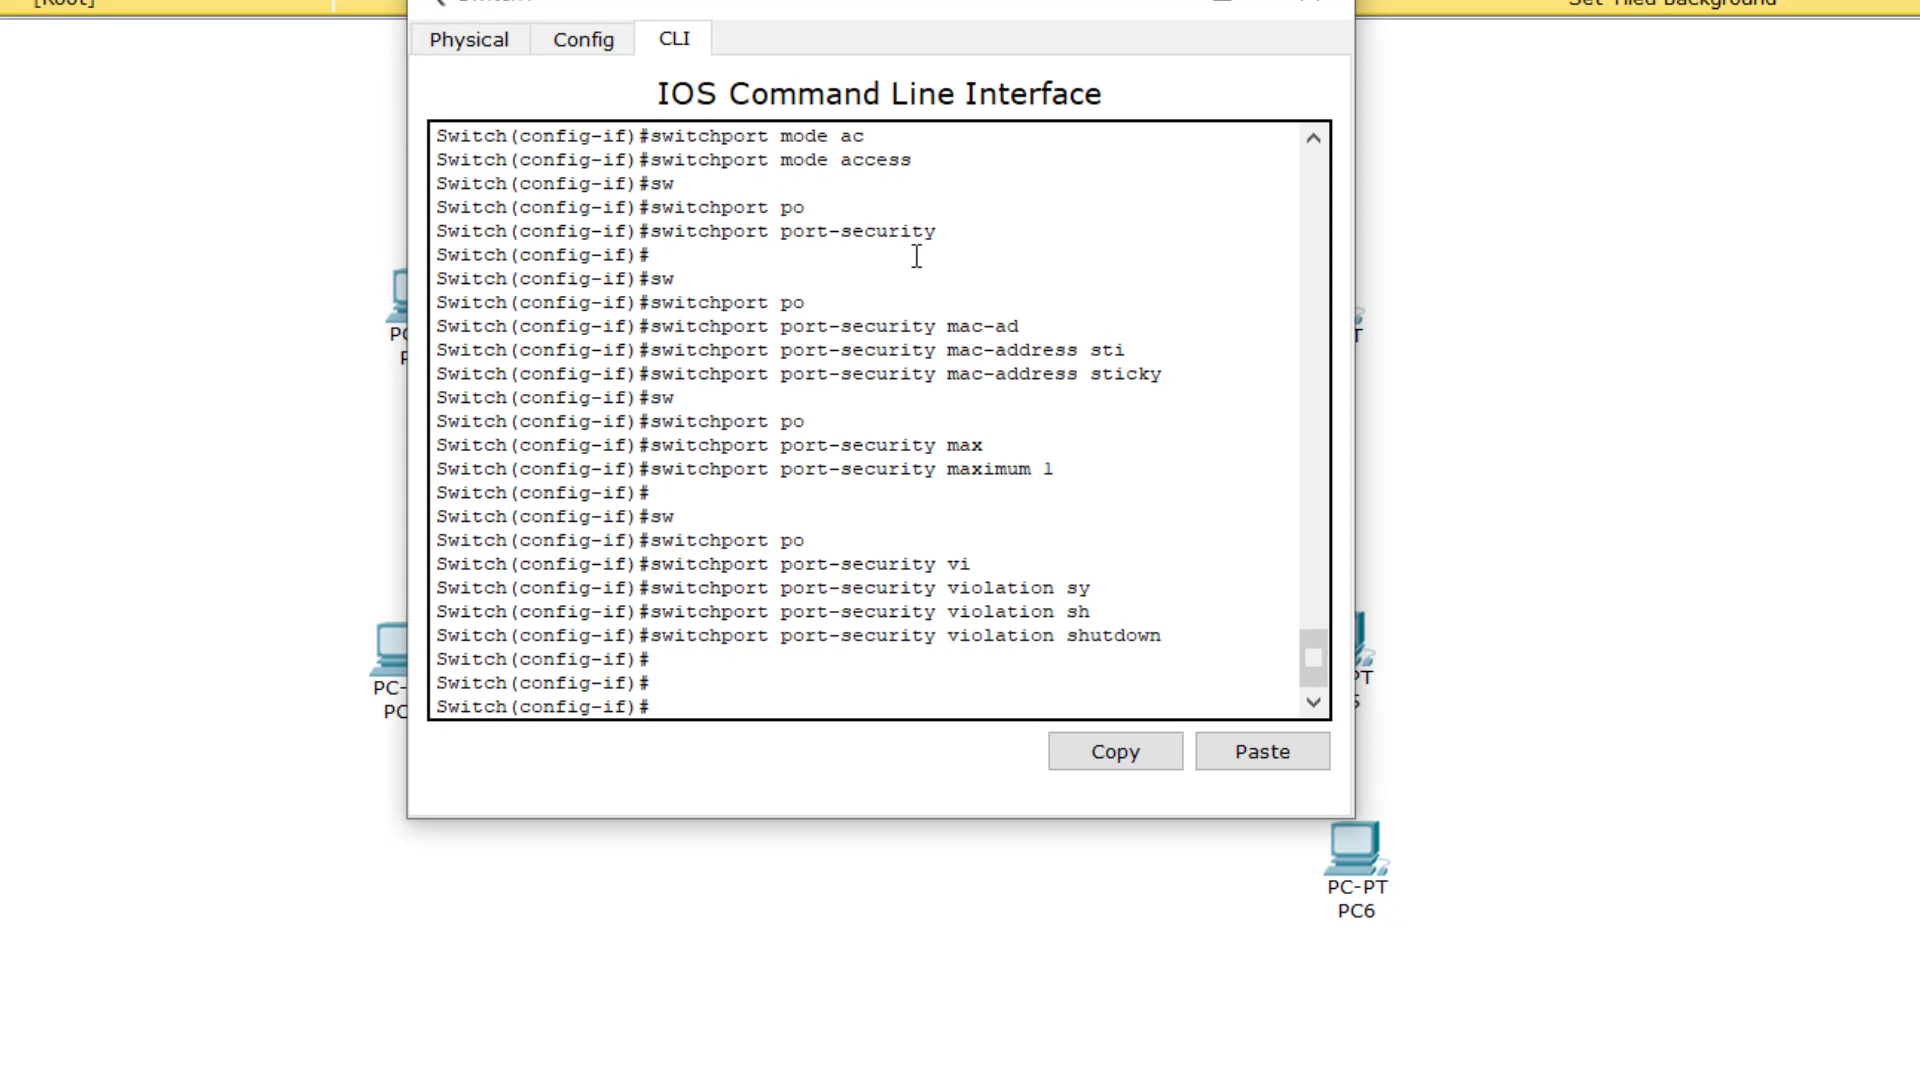 [Root]
Set Tiled Background
Physical
Config
CLI
IOS Command Line Interface
Switch(config-if)#switchport mode ac
Switch(config-if)#switchport mode access
Switch(config-if)#sw
Switch(config-if)#switchport po
Switch(config-if)#switchport port-security
Switch(config-if)#
Switch(config-if)#sw
Switch(config-if)#switchport po
Switch(config-if)#switchport port-security mac-ad
Switch(config-if)#switchport port-security mac-address sti
Switch(config-if)#switchport port-security mac-address sticky
Switch(config-if)#sw
Switch(config-if)#switchport po
Switch(config-if)#switchport port-security max
Switch(config-if)#switchport port-security maximum 1
Switch(config-if)#
Switch(config-if)#sw
Switch(config-if)#switchport po
Switch(config-if)#switchport port-security vi
Switch(config-if)#switchport port-security violation sy
Switch(config-if)#switchport port-security violation sh
Switch(config-if)#switchport port-security violation shutdown
Switch(config-if)#
Switch(config-if)#
Switch(config-if)#
Copy
Paste
PC-
PC
PC-PT
PC6